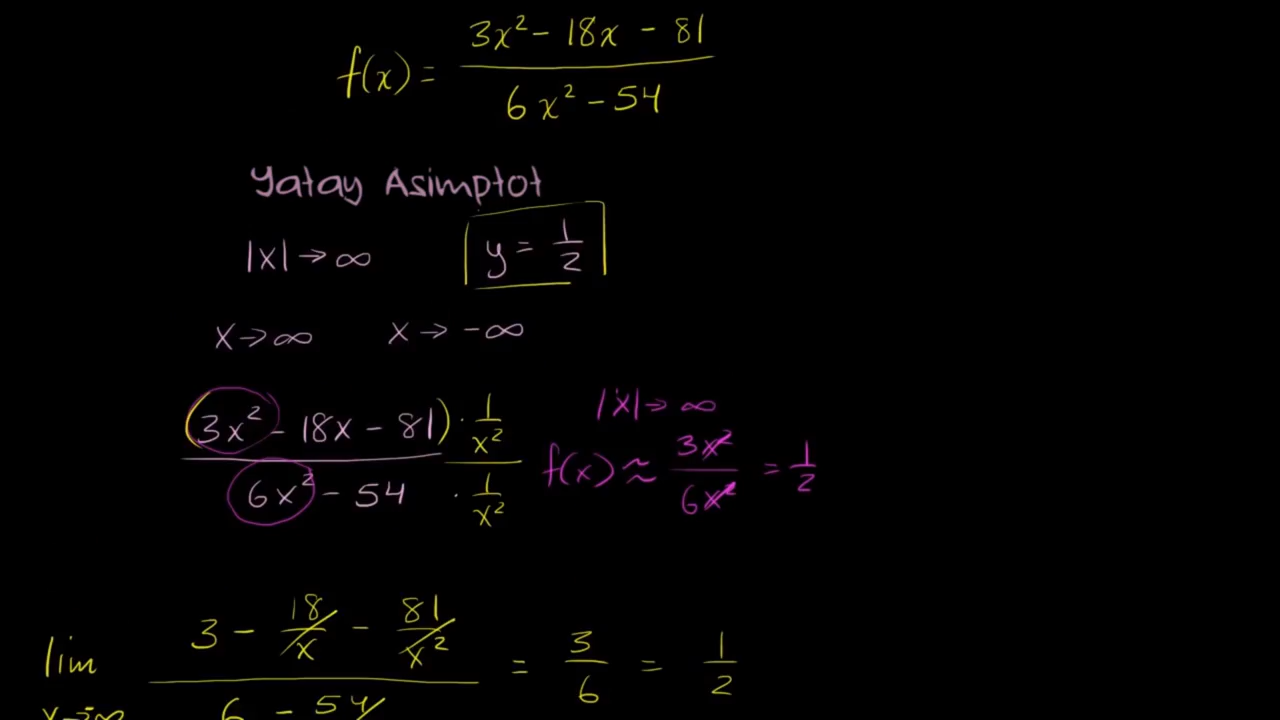 f(x) = 3x² - 18x - 81 / 6x² - 54
Yatay Asimptot
|x| → ∞ y = 1/2
x → ∞ x → -∞
(3x² - 18x - 81) · 1/x² / 6x² - 54 · 1/x²
|x| → ∞
f(x) ≈ 3x²/6x² = 1/2
lim x→∞ 3 - 18/x - 81/x² / 6 - 54 = 3/6 = 1/2